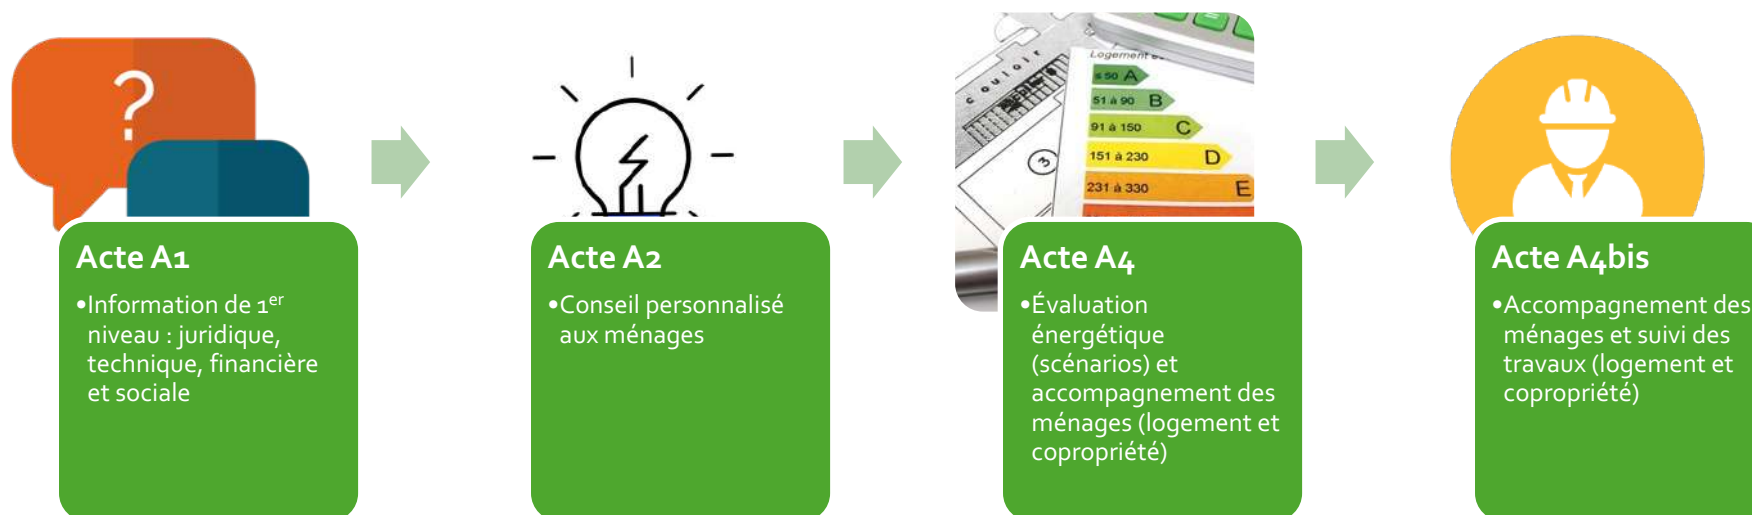 ?
Logement
couloir
≤ 50 A
51 à 90 B
91 à 150 C
151 à 230 D
231 à 330 E
3
Acte A1
•Information de 1er
niveau : juridique,
technique, financière
et sociale
Acte A2
•Conseil personnalisé
aux ménages
Acte A4
•Évaluation
énergétique
(scénarios) et
accompagnement des
ménages (logement et
copropriété)
Acte A4bis
•Accompagnement des
ménages et suivi des
travaux (logement et
copropriété)